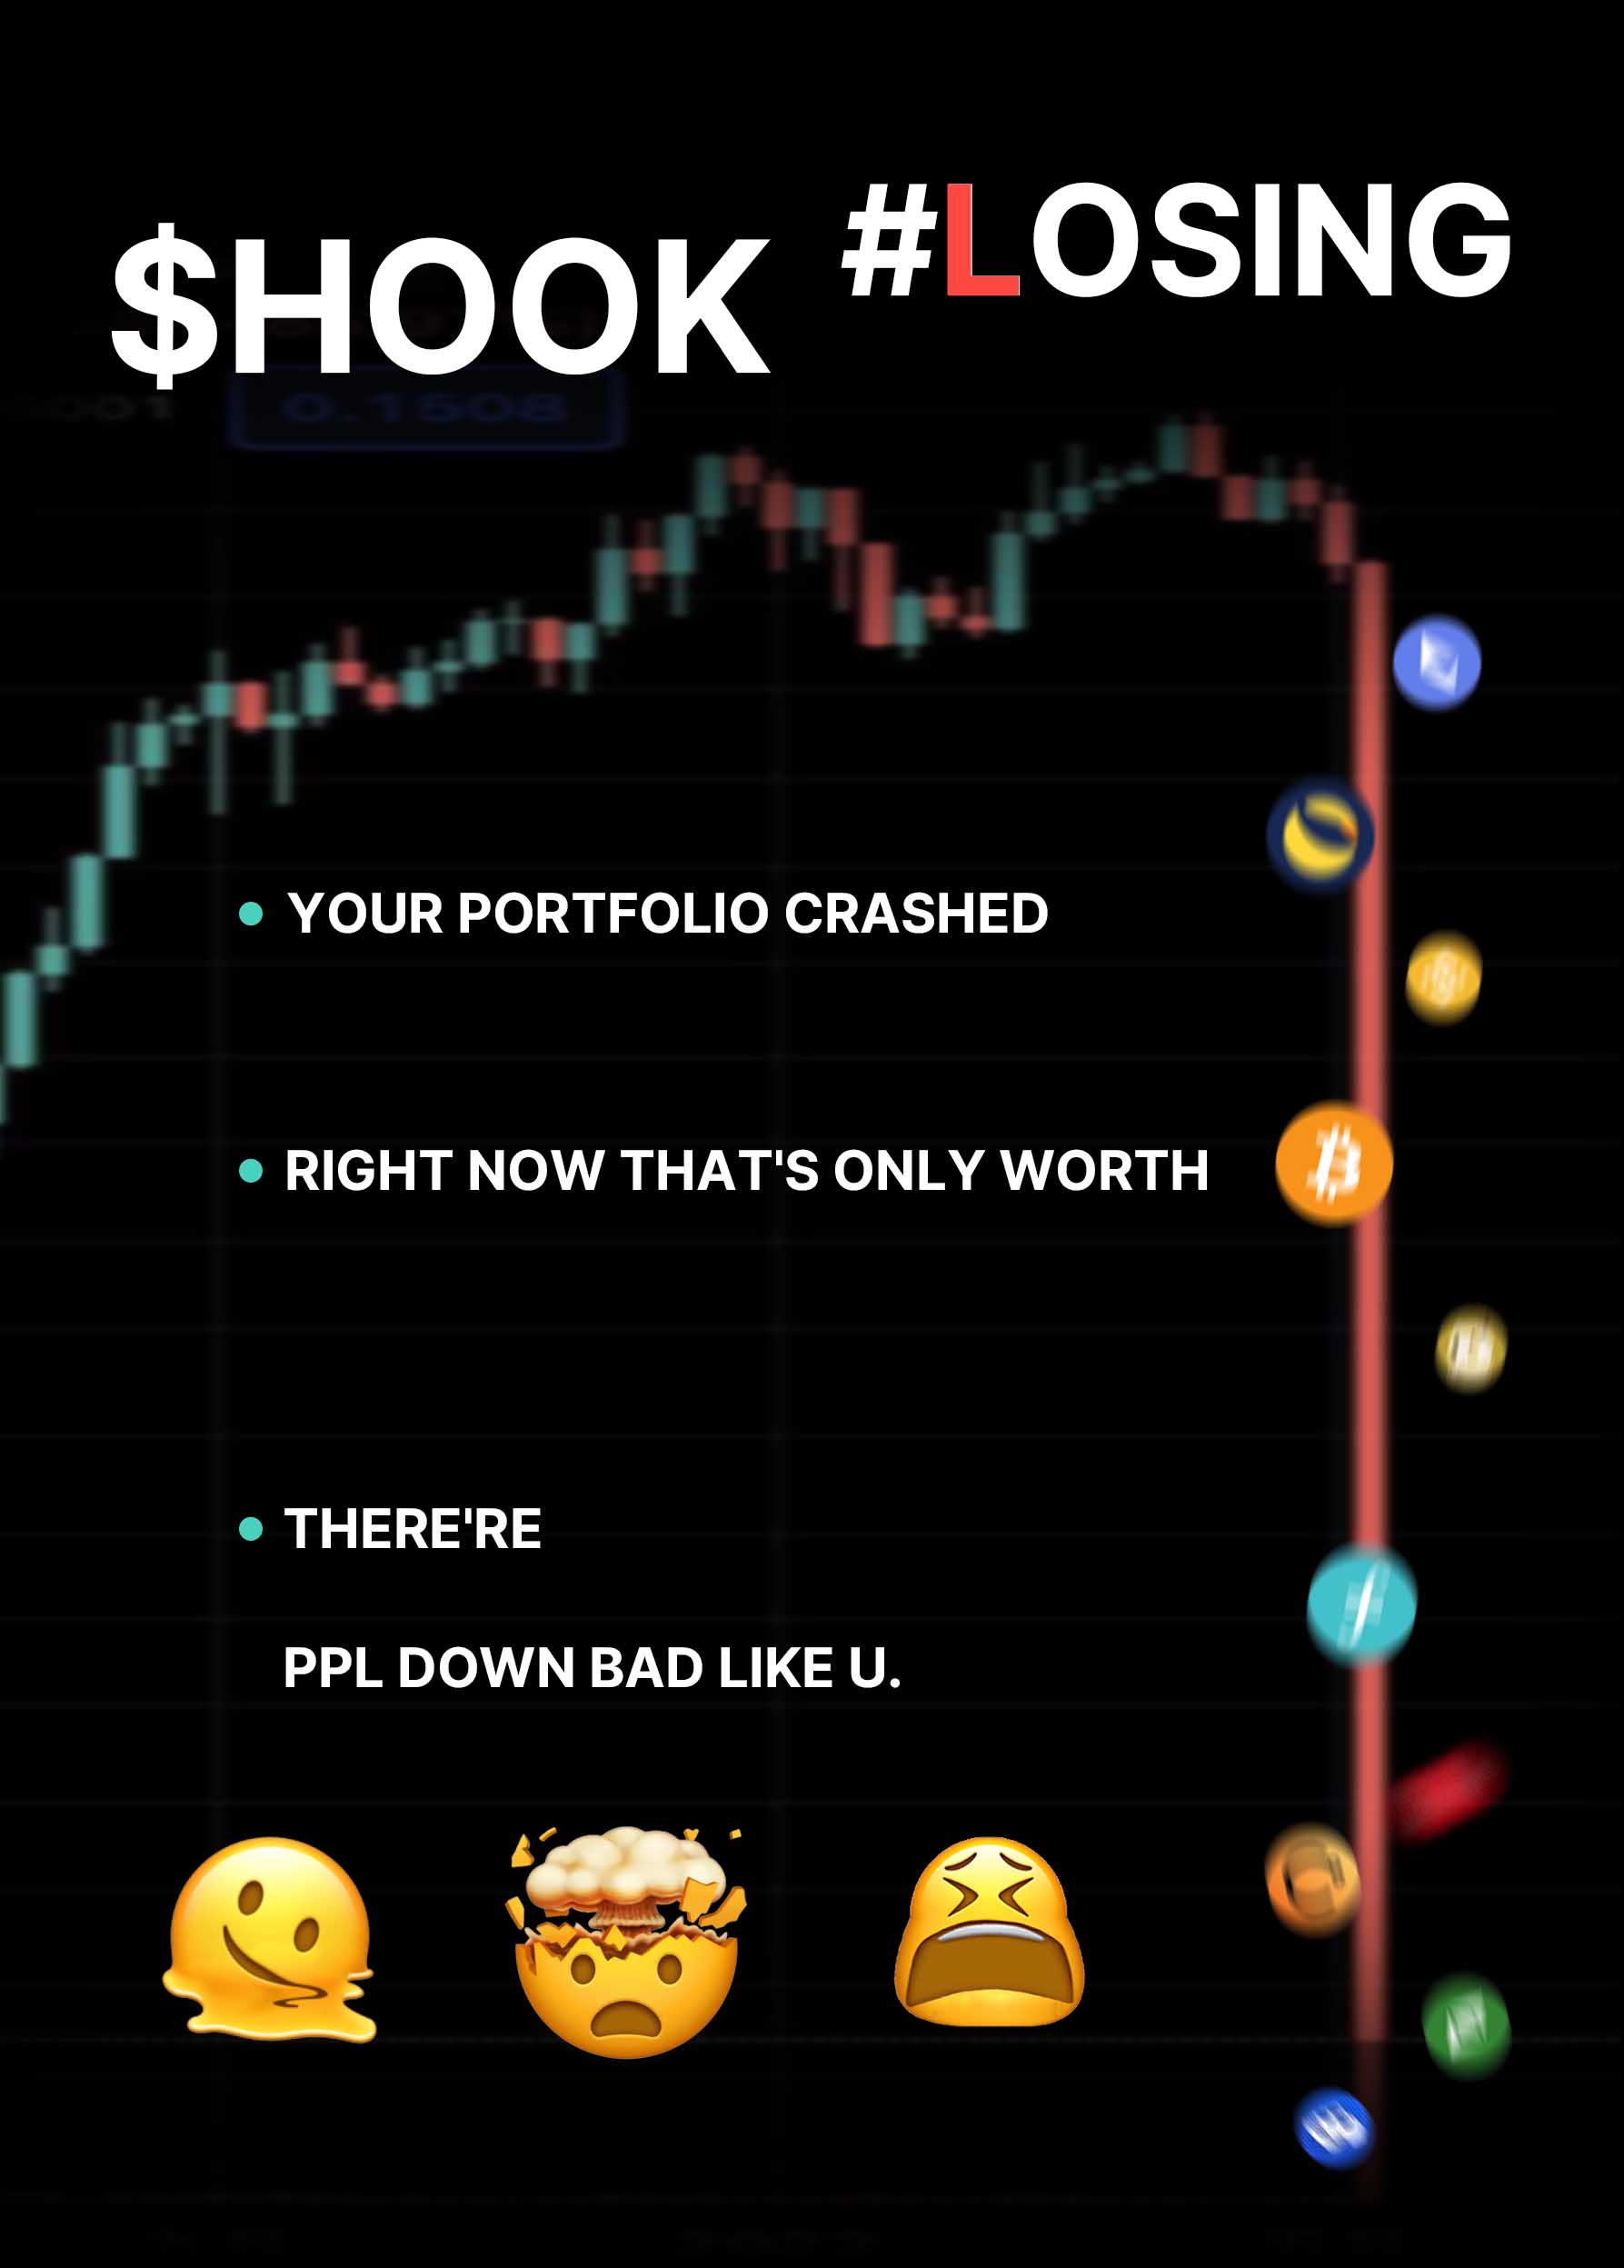 $HOOK #LOSING
0.1508
YOUR PORTFOLIO CRASHED
RIGHT NOW THAT'S ONLY WORTH
THERE'RE
PPL DOWN BAD LIKE U.